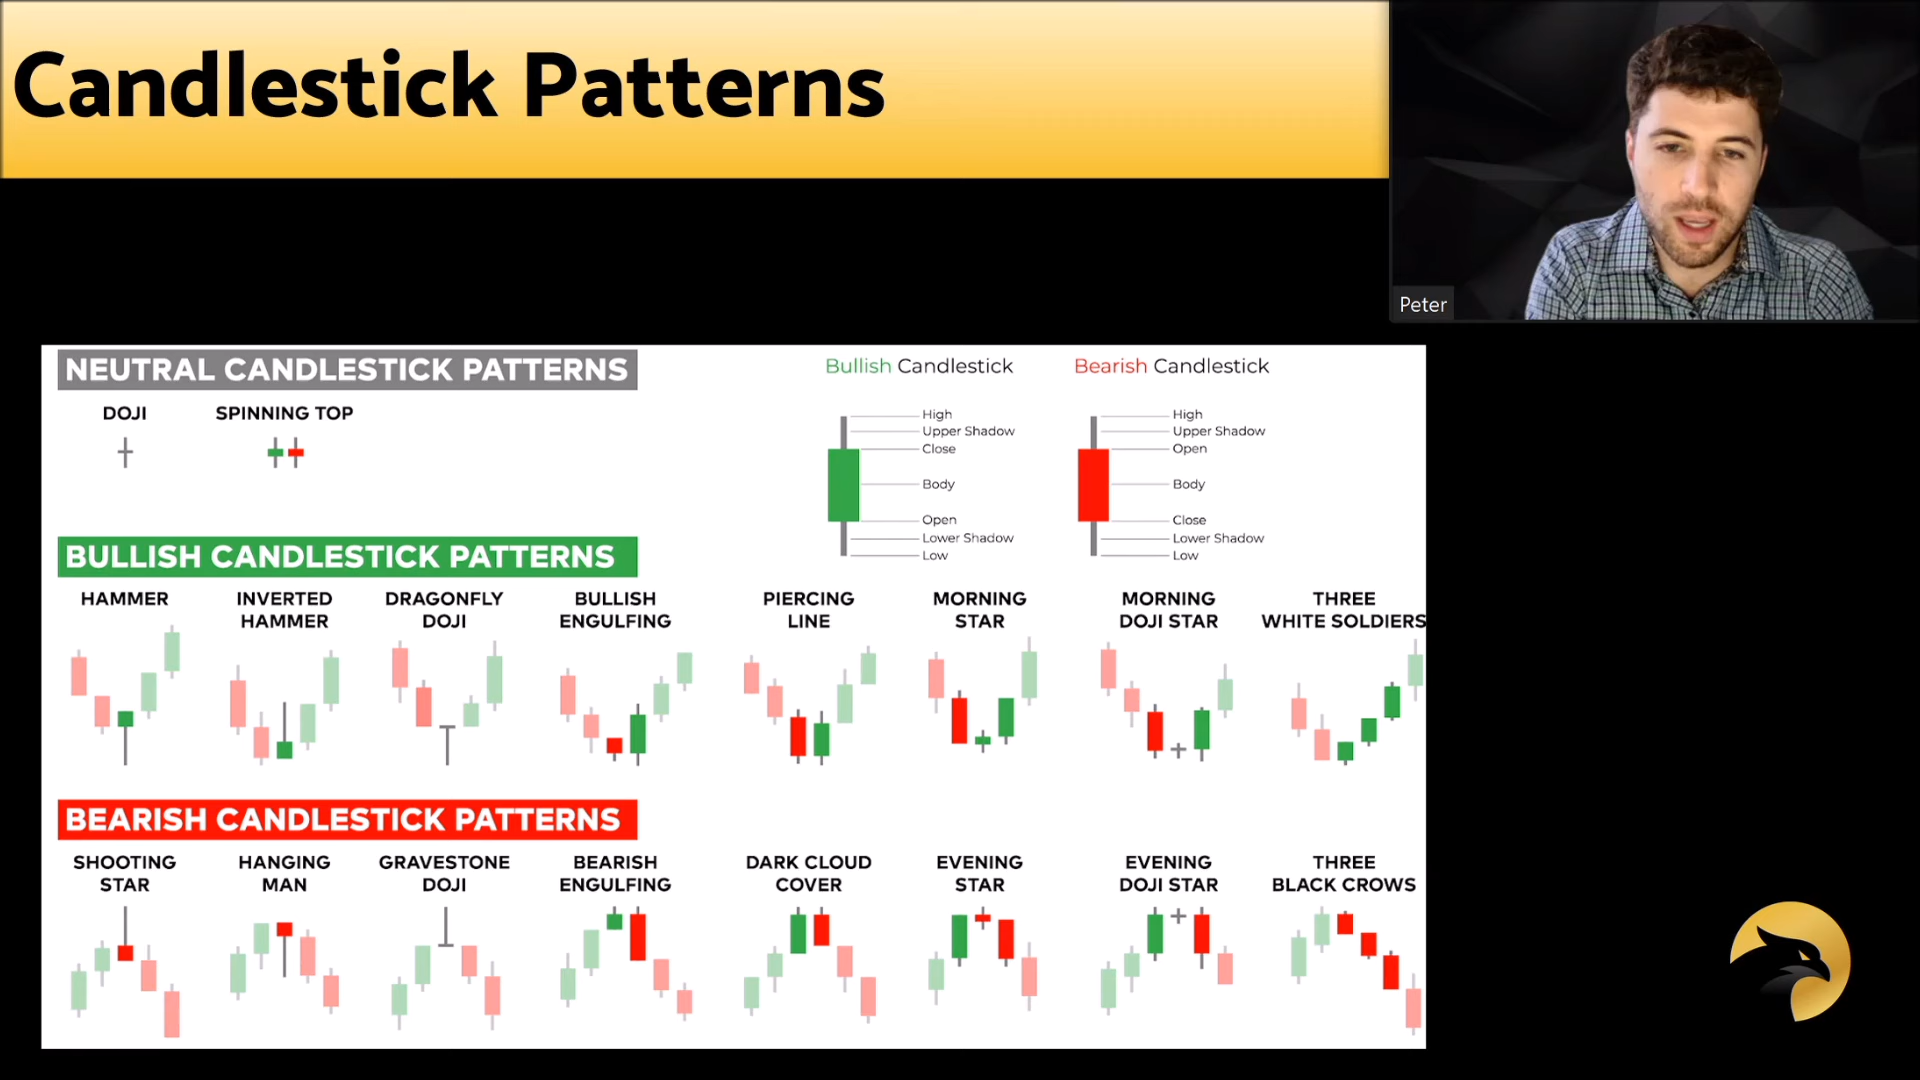 Candlestick Patterns
Peter
NEUTRAL CANDLESTICK PATTERNS
DOJI
SPINNING TOP
Bullish Candlestick
High
Upper Shadow
Close
Body
Open
Lower Shadow
Low
Bearish Candlestick
High
Upper Shadow
Open
Body
Close
Lower Shadow
Low
BULLISH CANDLESTICK PATTERNS
HAMMER
INVERTED
HAMMER
DRAGONFLY
DOJI
BULLISH
ENGULFING
PIERCING
LINE
MORNING
STAR
MORNING
DOJI STAR
THREE
WHITE SOLDIERS
BEARISH CANDLESTICK PATTERNS
SHOOTING
STAR
HANGING
MAN
GRAVESTONE
DOJI
BEARISH
ENGULFING
DARK CLOUD
COVER
EVENING
STAR
EVENING
DOJI STAR
THREE
BLACK CROWS